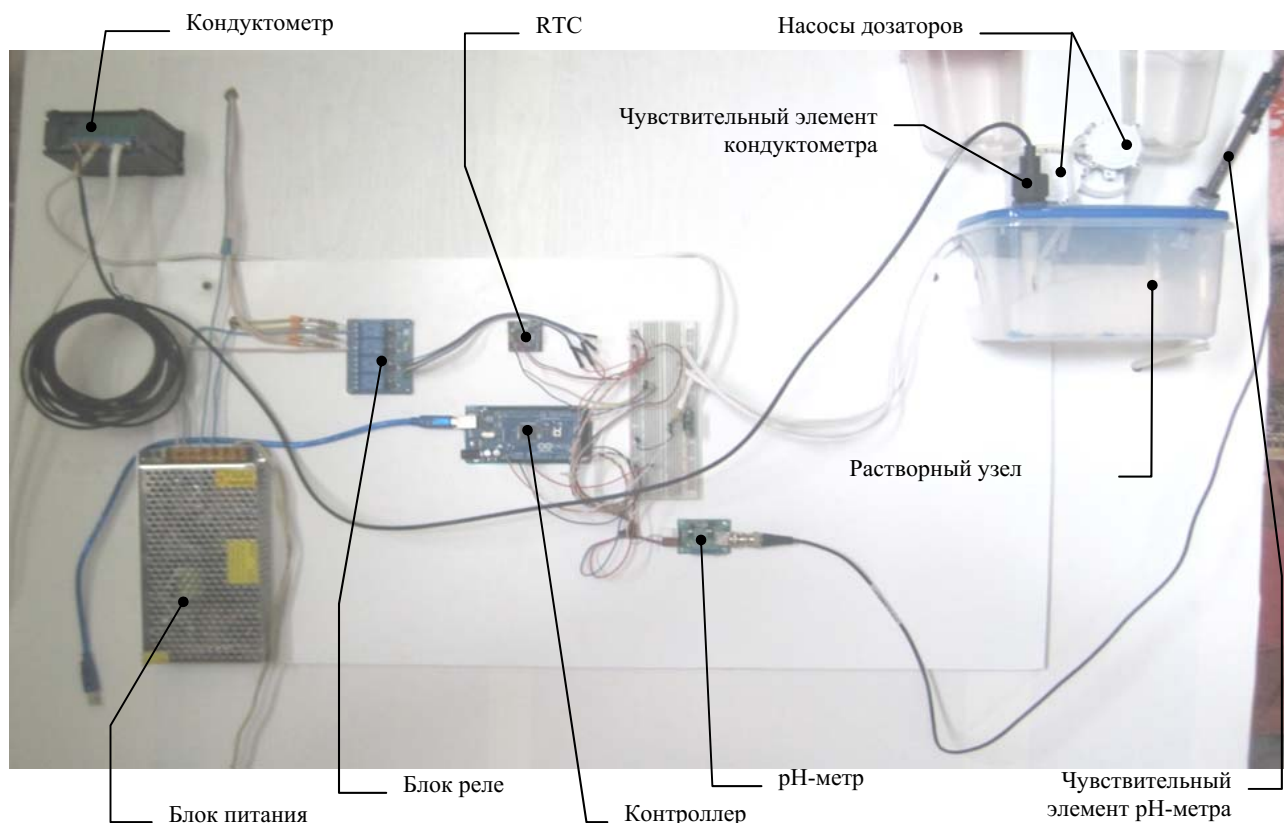 Кондуктометр
RTC
Насосы дозаторов
Чувствительный элемент
кондуктометра
Растворный узел
Блок реле
pH-метр
Чувствительный
элемент pH-метра
Блок питания
Контроллер